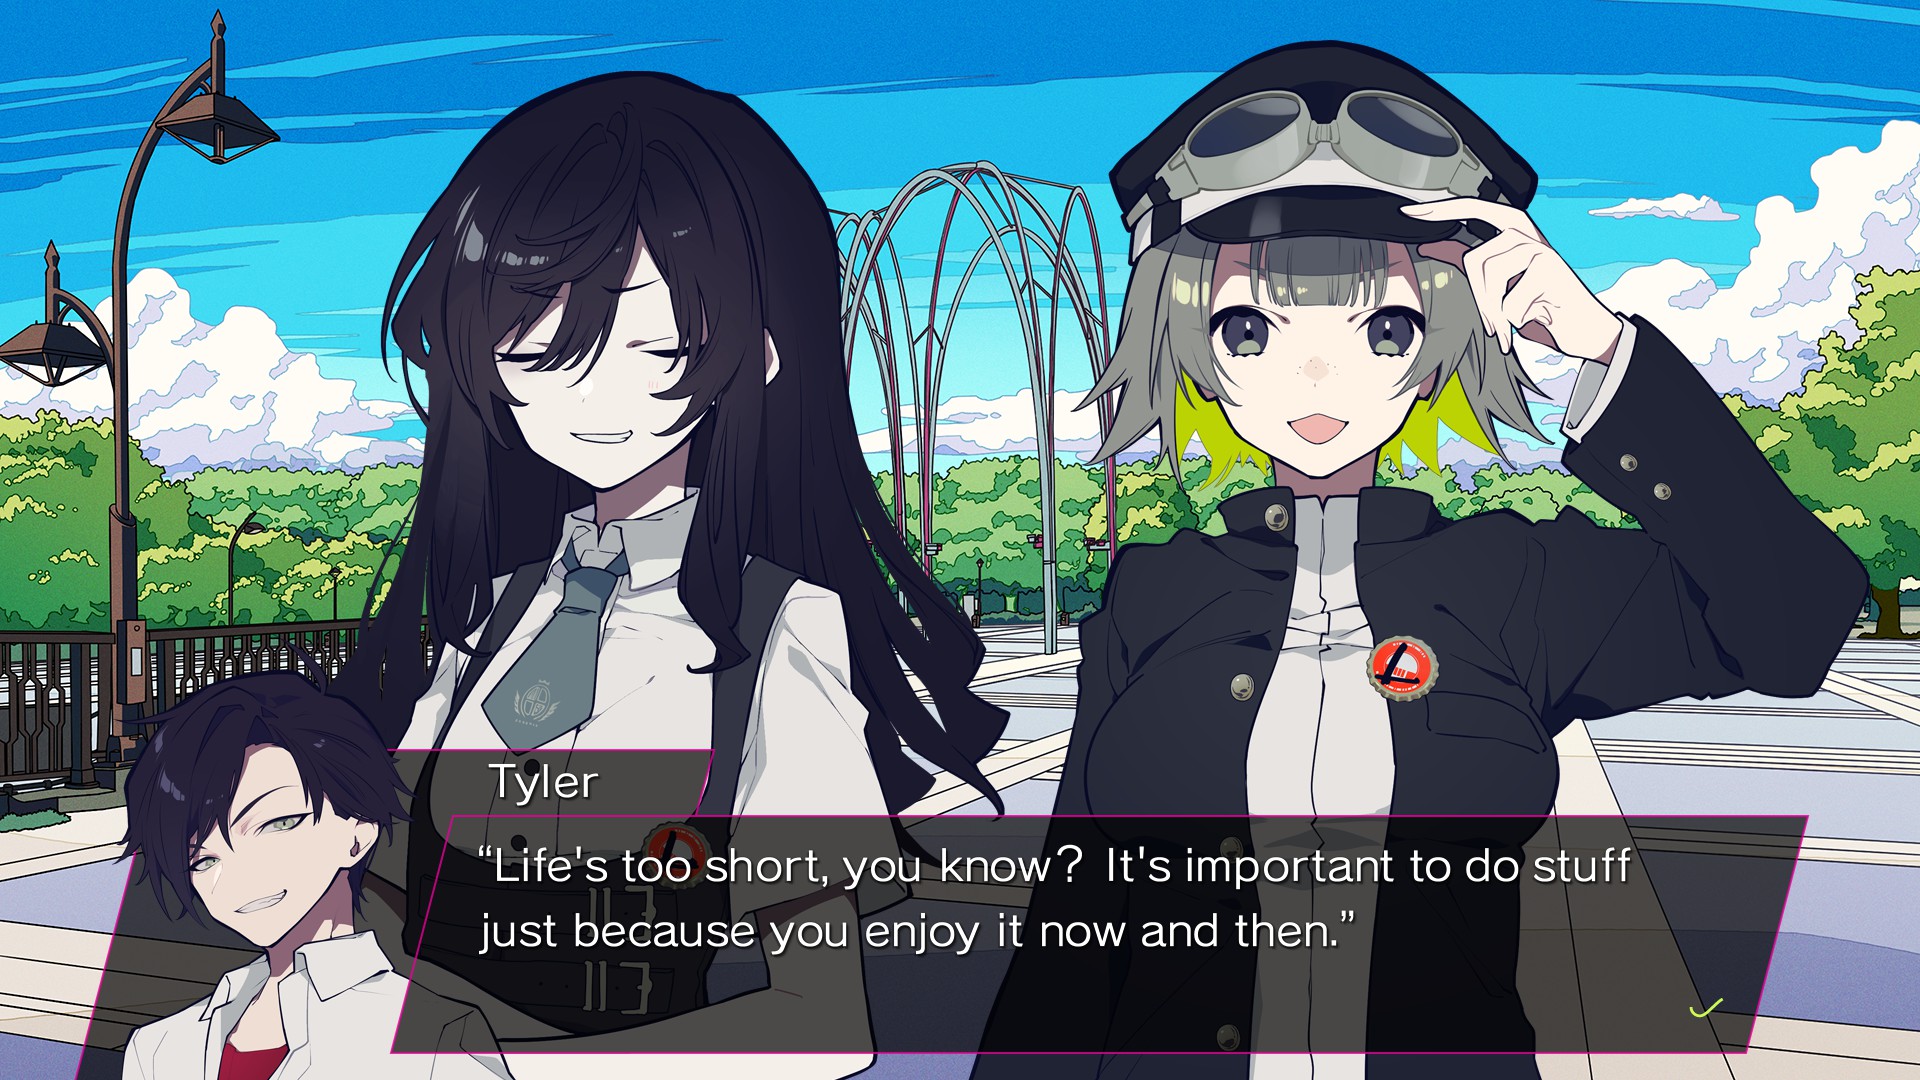 Tyler
“Life's too short, you know? It's important to do stuff
just because you enjoy it now and then.”